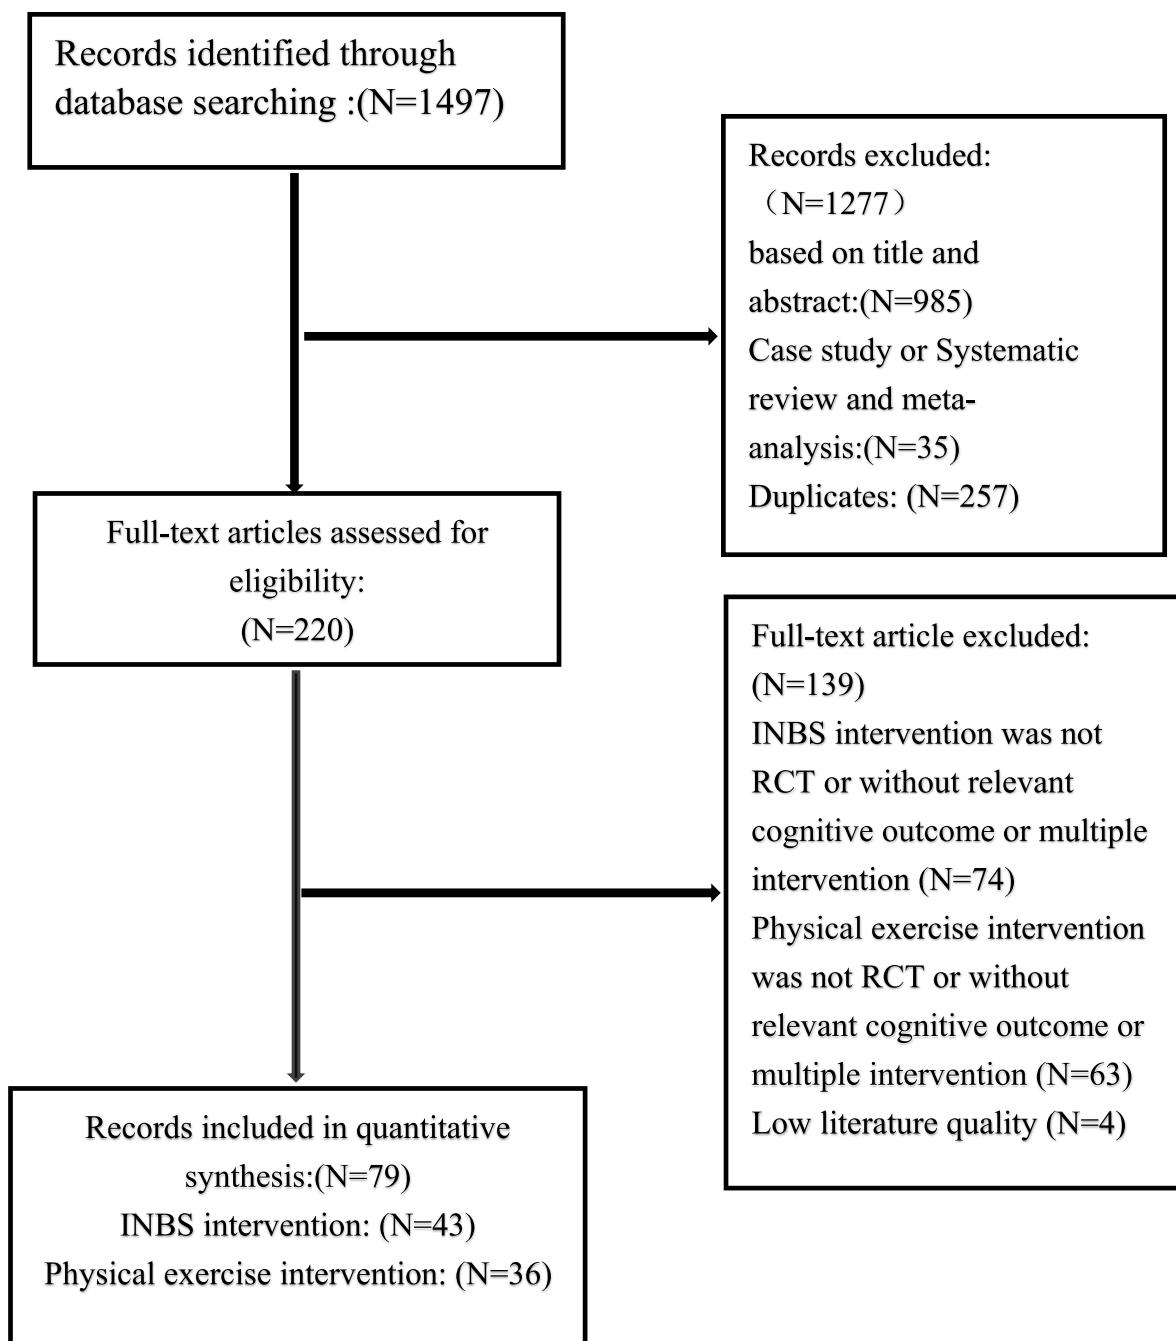 Records identified through
database searching :(N=1497)
Records excluded:
（N=1277）
based on title and
abstract:(N=985)
Case study or Systematic
review and meta-
analysis:(N=35)
Duplicates: (N=257)
Full-text articles assessed for
eligibility:
(N=220)
Full-text article excluded:
(N=139)
INBS intervention was not
RCT or without relevant
cognitive outcome or multiple
intervention (N=74)
Physical exercise intervention
was not RCT or without
relevant cognitive outcome or
multiple intervention (N=63)
Low literature quality (N=4)
Records included in quantitative
synthesis:(N=79)
INBS intervention: (N=43)
Physical exercise intervention: (N=36)